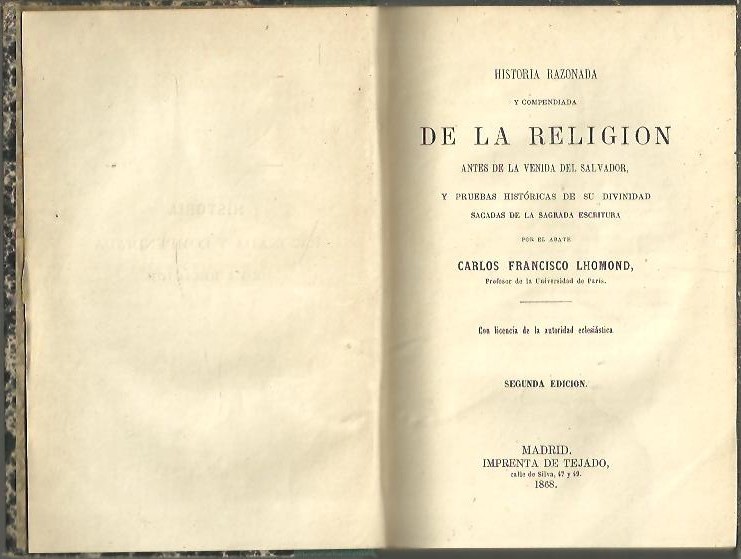 HISTORIA RAZONADA
Y COMPENDIADA
DE LA RELIGION
ANTES DE LA VENIDA DEL SALVADOR,
Y PRUEBAS HISTÓRICAS DE SU DIVINIDAD
SACADAS DE LA SAGRADA ESCRITURA
POR EL ABATE
CARLOS FRANCISCO LHOMOND,
Profesor de la Universidad de Paris.
Con licencia de la autoridad eclesiástica.
SEGUNDA EDICION.
MADRID.
IMPRENTA DE TEJADO,
calle de Silva, 47 y 49.
1868.